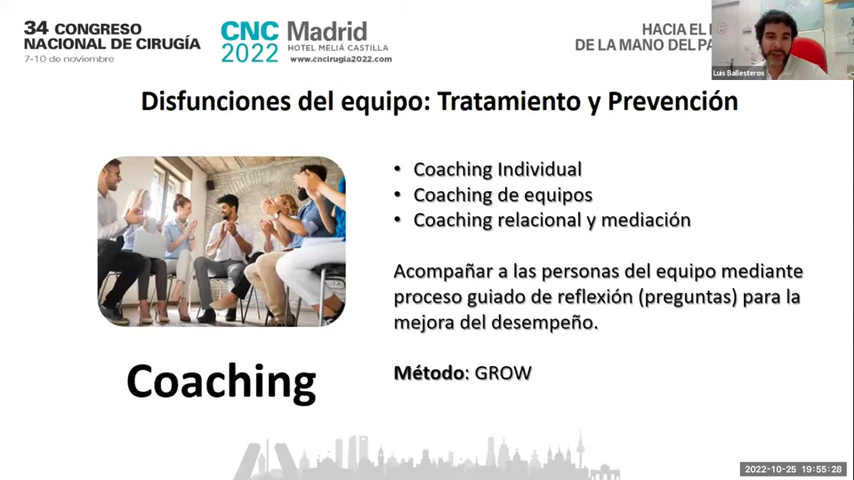 34 CONGRESO
NACIONAL DE CIRUGÍA
7-10 de noviembre
CNC
2022
Madrid
HOTEL MELIÁ CASTILLA
www.cncirugia2022.com
HACIA EL
DE LA MANO DEL
Luis Ballesteros
Disfunciones del equipo: Tratamiento y Prevención
• Coaching Individual
• Coaching de equipos
• Coaching relacional y mediación
Acompañar a las personas del equipo mediante
proceso guiado de reflexión (preguntas) para la
mejora del desempeño.
Coaching
Método: GROW
2022-10-25 19:55:28